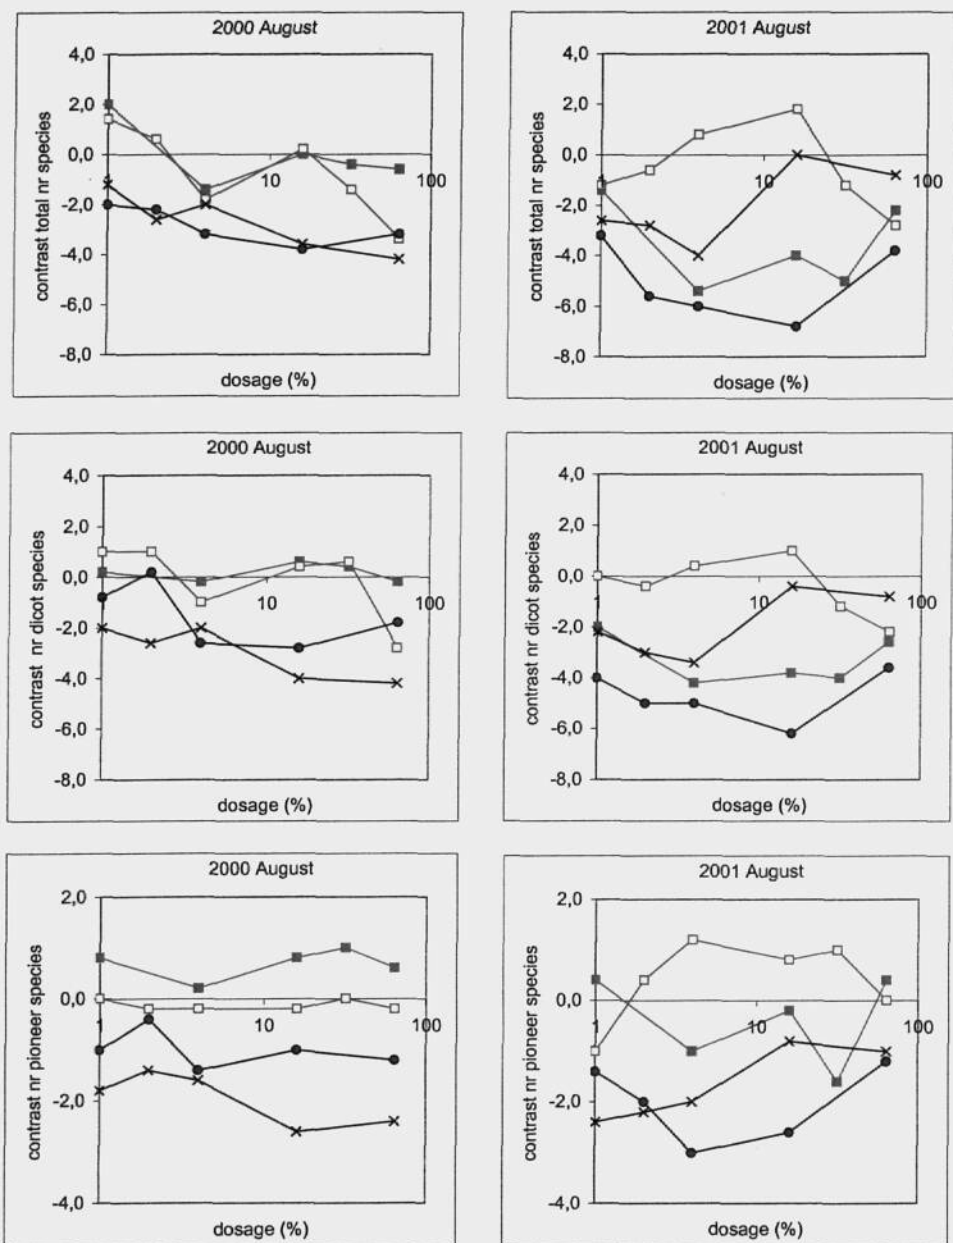 2000 August
4,0
2,0
0,0
-2,0
-4,0
-6,0
-8,0
10
100
contrast total nr species
dosage (%)
2001 August
4,0
2,0
0,0
-2,0
-4,0
-6,0
-8,0
1
10
100
contrast total nr species
dosage (%)
2000 August
4,0
2,0
0,0
-2,0
-4,0
-6,0
-8,0
1
10
100
contrast nr dicot species
dosage (%)
2001 August
4,0
2,0
0,0
-2,0
-4,0
-6,0
-8,0
1
10
100
contrast nr dicot species
dosage (%)
2000 August
2,0
0,0
-2,0
-4,0
1
10
100
contrast nr pioneer species
dosage (%)
2001 August
2,0
0,0
-2,0
-4,0
1
10
100
contrast nr pioneer species
dosage (%)